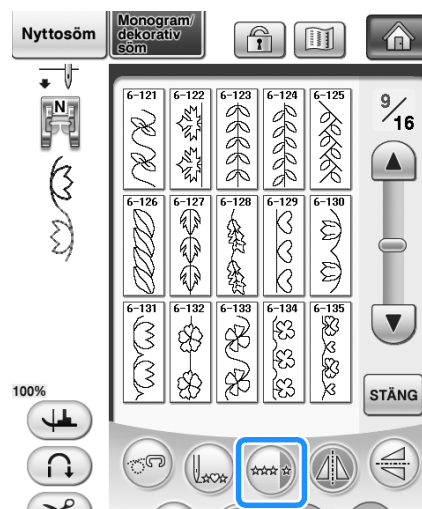 Nyttosöm
Monogram/
dekorativ
söm
N
6-121 6-122 6-123 6-124 6-125
9/16
6-126 6-127 6-128 6-129 6-130
6-131 6-132 6-133 6-134 6-135
100%
STÄNG